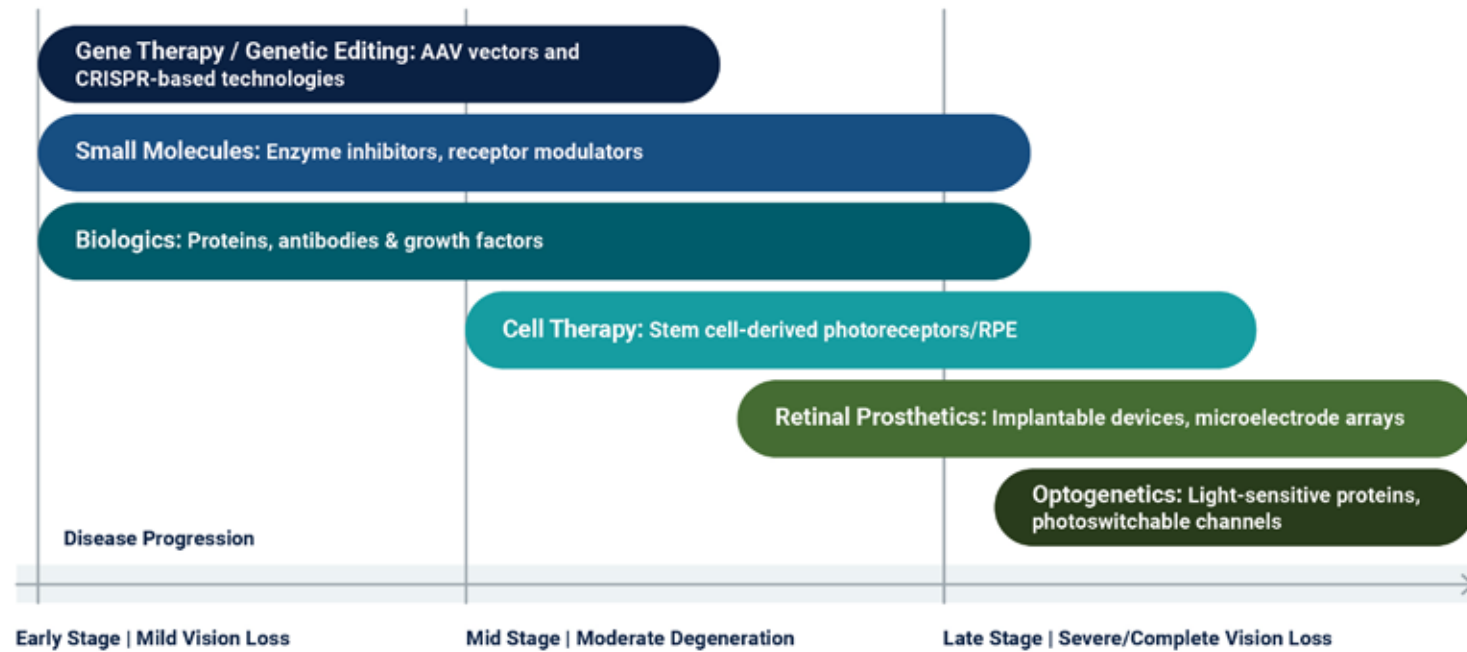 Gene Therapy / Genetic Editing: AAV vectors and
CRISPR-based technologies
Small Molecules: Enzyme inhibitors, receptor modulators
Biologics: Proteins, antibodies & growth factors
Cell Therapy: Stem cell-derived photoreceptors/RPE
Retinal Prosthetics: Implantable devices, microelectrode arrays
Optogenetics: Light-sensitive proteins,
photoswitchable channels
Disease Progression
Early Stage | Mild Vision Loss
Mid Stage | Moderate Degeneration
Late Stage | Severe/Complete Vision Loss